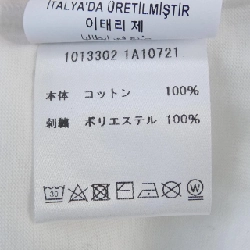 İTALYA'DA ÜRETİLMİŞTİR
이태리 제
1013302 1A10721
本体 コットン 100%
刺繍 ポリエステル 100%
30
W